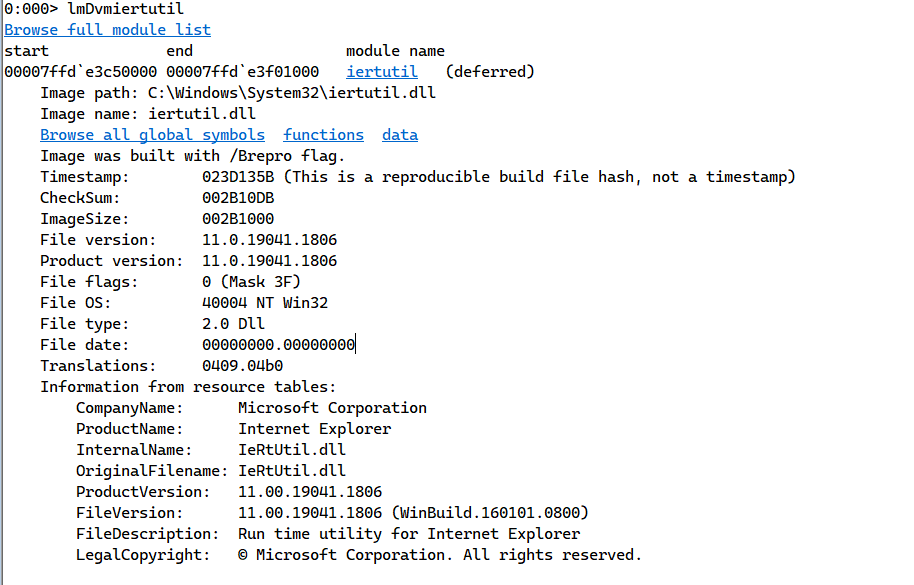 0:000> lmDvmiertutil
Browse full module list
start             end                 module name
00007ffd`e3c50000 00007ffd`e3f01000   iertutil   (deferred)
    Image path: C:\Windows\System32\iertutil.dll
    Image name: iertutil.dll
    Browse all global symbols  functions  data
    Image was built with /Brepro flag.
    Timestamp:        023D135B (This is a reproducible build file hash, not a timestamp)
    CheckSum:         002B10DB
    ImageSize:        002B1000
    File version:     11.0.19041.1806
    Product version:  11.0.19041.1806
    File flags:       0 (Mask 3F)
    File OS:          40004 NT Win32
    File type:        2.0 Dll
    File date:        00000000.00000000
    Translations:     0409.04b0
    Information from resource tables:
        CompanyName:      Microsoft Corporation
        ProductName:      Internet Explorer
        InternalName:     IeRtUtil.dll
        OriginalFilename: IeRtUtil.dll
        ProductVersion:   11.00.19041.1806
        FileVersion:      11.00.19041.1806 (WinBuild.160101.0800)
        FileDescription:  Run time utility for Internet Explorer
        LegalCopyright:   © Microsoft Corporation. All rights reserved.